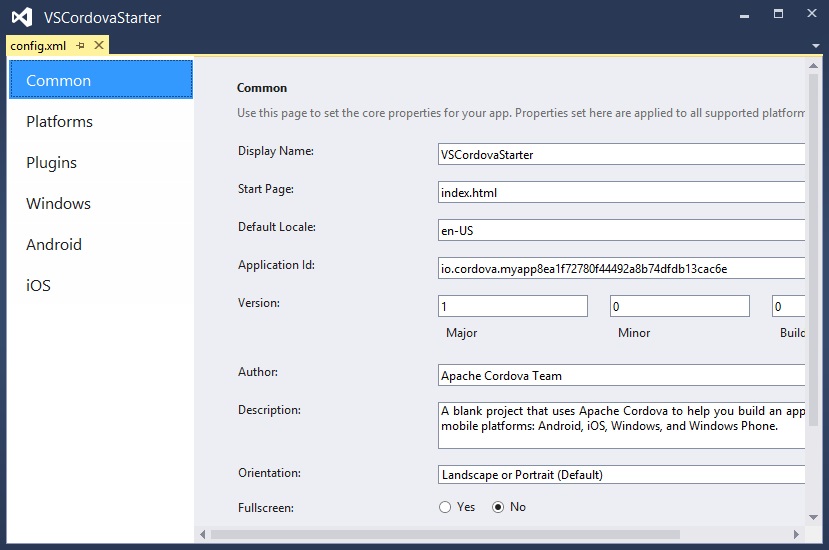 VSCordovaStarter
config.xml
Common
Platforms
Plugins
Windows
Android
iOS
Common
Use this page to set the core properties for your app. Properties set here are applied to all supported platform
Display Name: VSCordovaStarter
Start Page: index.html
Default Locale: en-US
Application Id: io.cordova.myapp8ea1f72780f44492a8b74dfdb13cac6e
Version: 1 0 0
Major Minor Build
Author: Apache Cordova Team
Description: A blank project that uses Apache Cordova to help you build an app
mobile platforms: Android, iOS, Windows, and Windows Phone.
Orientation: Landscape or Portrait (Default)
Fullscreen: Yes No